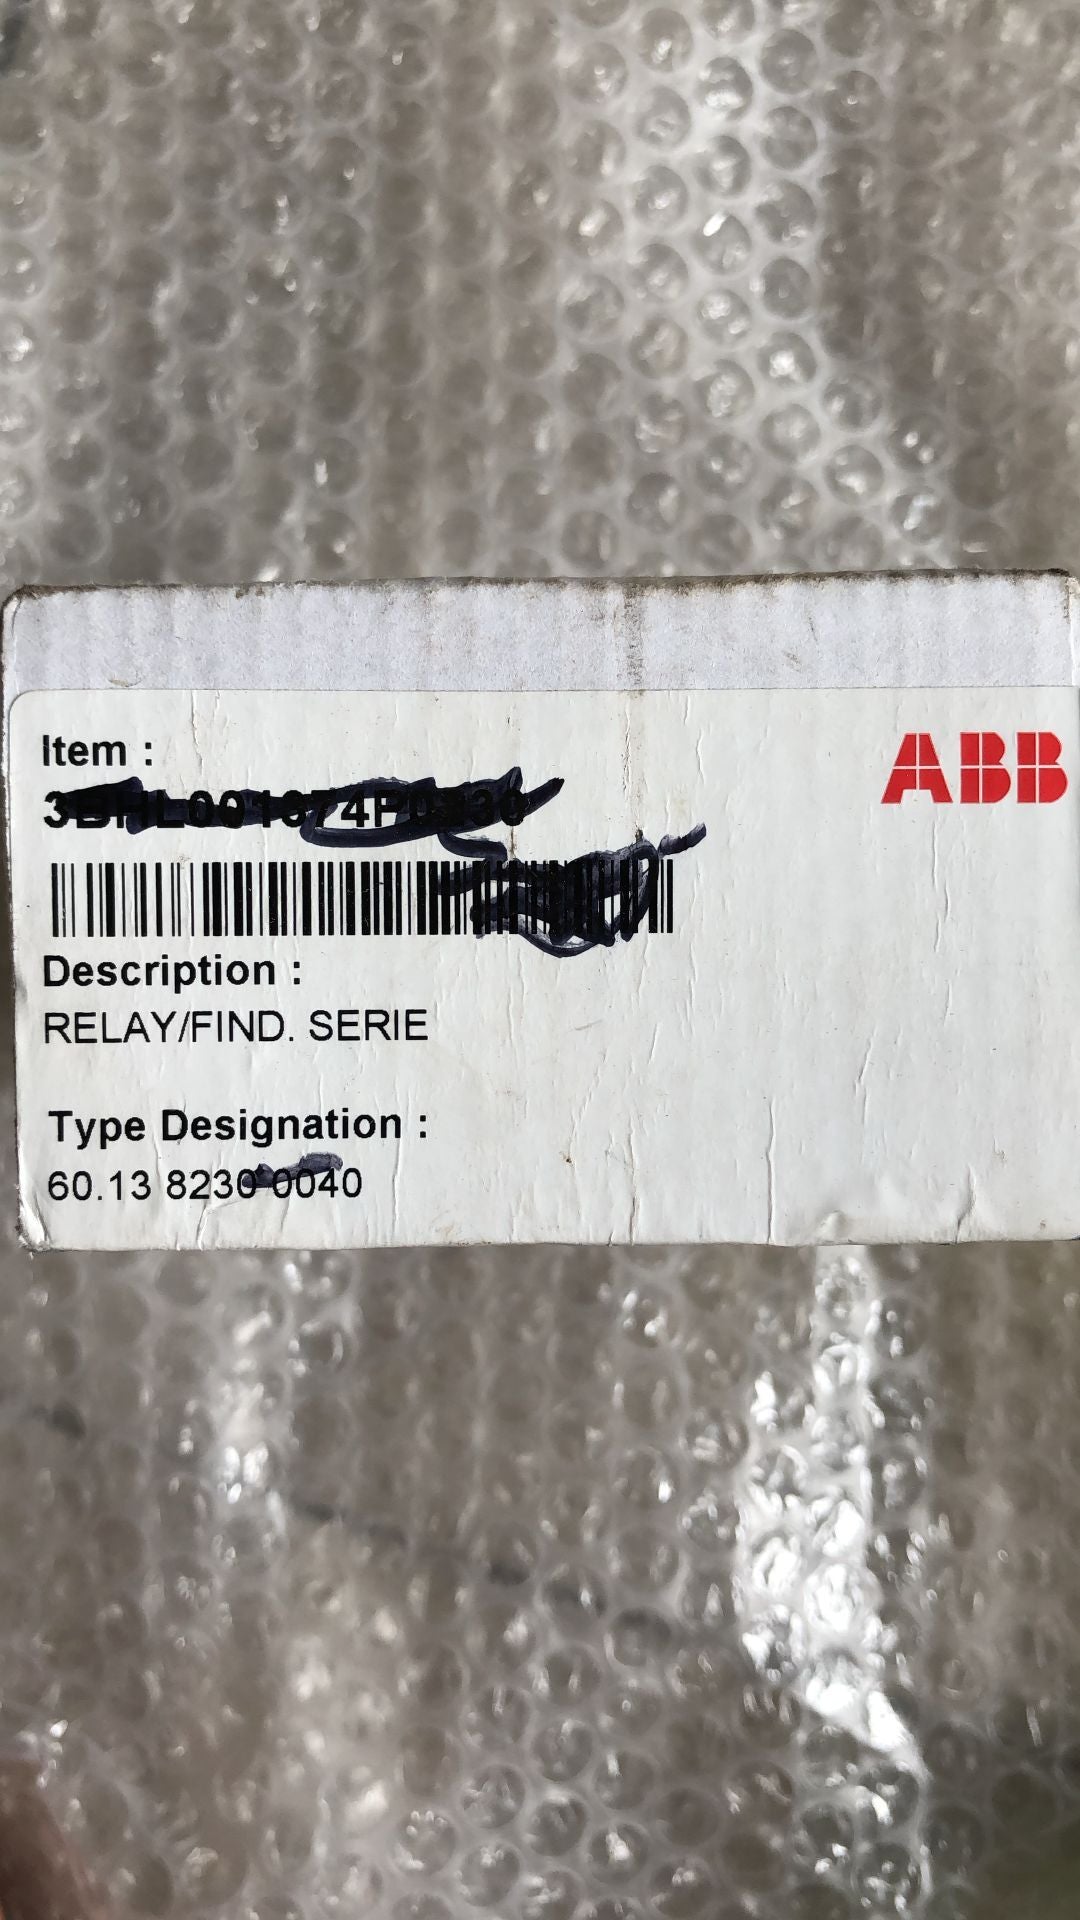 Item :
ABB
Description :
RELAY/FIND. SERIE
Type Designation :
60.13 8230 0040